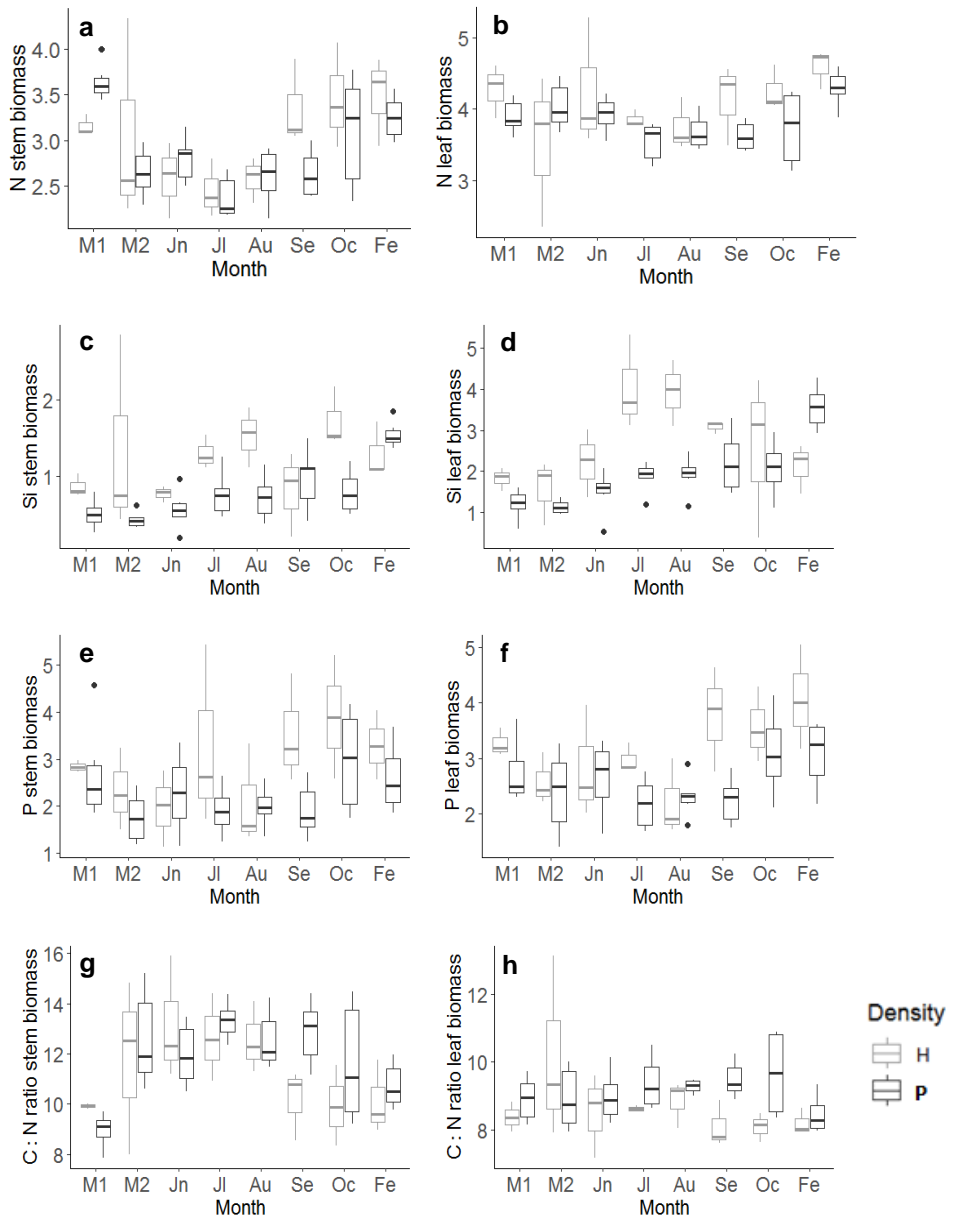 a
N stem biomass
4.0
3.5
3.0
2.5
M1 M2 Jn Jl Au Se Oc Fe
Month
b
N leaf biomass
5
4
3
M1 M2 Jn Jl Au Se Oc Fe
Month
c
Si stem biomass
2
1
M1 M2 Jn Jl Au Se Oc Fe
Month
d
Si leaf biomass
5
4
3
2
1
M1 M2 Jn Jl Au Se Oc Fe
Month
e
P stem biomass
5
4
3
2
1
M1 M2 Jn Jl Au Se Oc Fe
Month
f
P leaf biomass
5
4
3
2
M1 M2 Jn Jl Au Se Oc Fe
Month
g
C : N ratio stem biomass
16
14
12
10
8
M1 M2 Jn Jl Au Se Oc Fe
Month
h
C : N ratio leaf biomass
12
10
8
M1 M2 Jn Jl Au Se Oc Fe
Month
Density
H
P